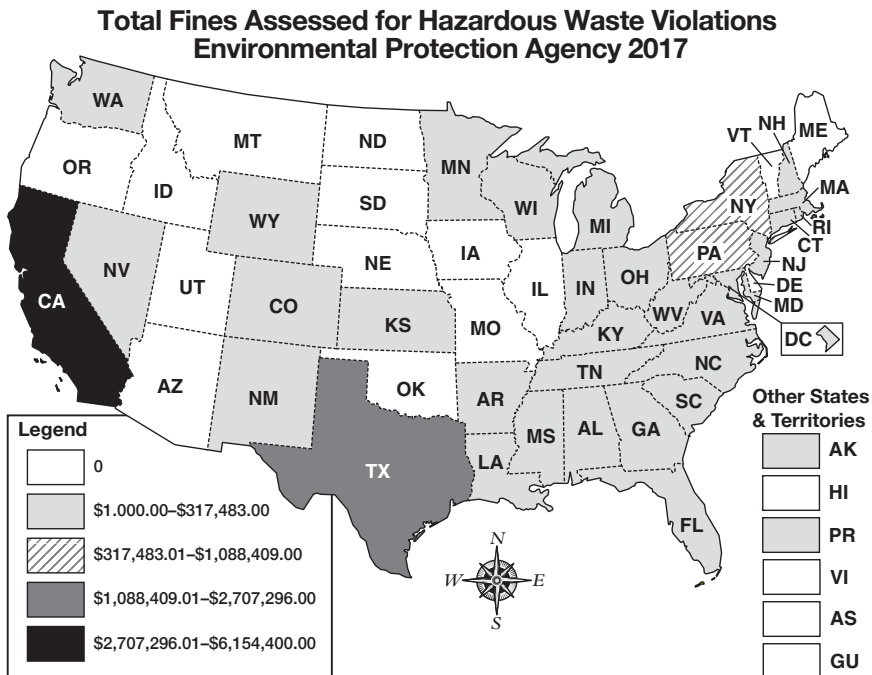 Total Fines Assessed for Hazardous Waste Violations
Environmental Protection Agency 2017
WA
MT
ND
MN
VT
NH
ME
OR
ID
SD
WI
MI
NY
MA
WY
RI
CT
IA
NE
PA
NJ
NV
UT
IL
IN
OH
DE
MD
CA
CO
WV
VA
DC
KS
MO
KY
NC
TN
AZ
NM
OK
AR
SC
MS
AL
GA
LA
TX
FL
Legend
0
$1.000.00–$317,483.00
$317,483.01–$1,088,409.00
$1,088,409.01–$2,707,296.00
$2,707,296.01–$6,154,400.00
N
W
E
S
Other States
& Territories
AK
HI
PR
VI
AS
GU